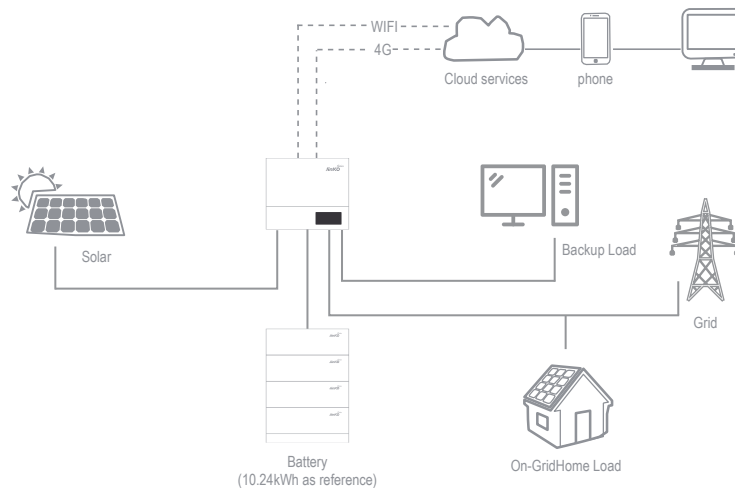 WIFI
4G
Cloud services
phone
Solar
Backup Load
Grid
Battery
(10.24kWh as reference)
On-GridHome Load